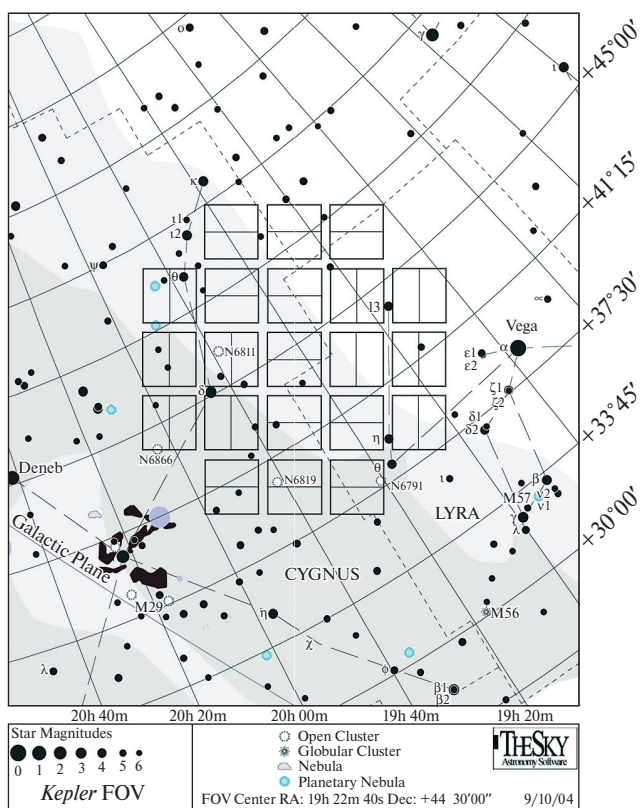 ο
γ
+45°00′
ι
+41°15′
κ
ι1
ι2
ψ
θ
+37°30′
13
∝
Vega
α
ε1
ε2
N6811
+33°45′
ζ1
ζ2
δ
δ1
δ2
η
N6866
θ
Deneb
N6819
N6791
ι
β
M57
ν2
ν1
+30°00′
LYRA
γ
λ
Galactic Plane
CYGNUS
M29
η
M56
χ
λ
φ
β1
β2
20h 40m 20h 20m 20h 00m 19h 40m 19h 20m
Star Magnitudes
0 1 2 3 4 5 6
Kepler FOV
Open Cluster
Globular Cluster
Nebula
Planetary Nebula
THESKY
Astronomy Software
FOV Center RA: 19h 22m 40s Dec: +44 30′00″ 9/10/04